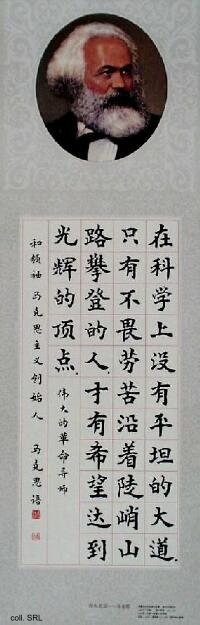 在科学上没有平坦的大道.
只有不畏劳苦沿着陡峭山
路攀登的人.才有希望达到
光辉的顶点.伟大的革命导师
和领袖 马克思主义创始人 马克思语
coll. SRL